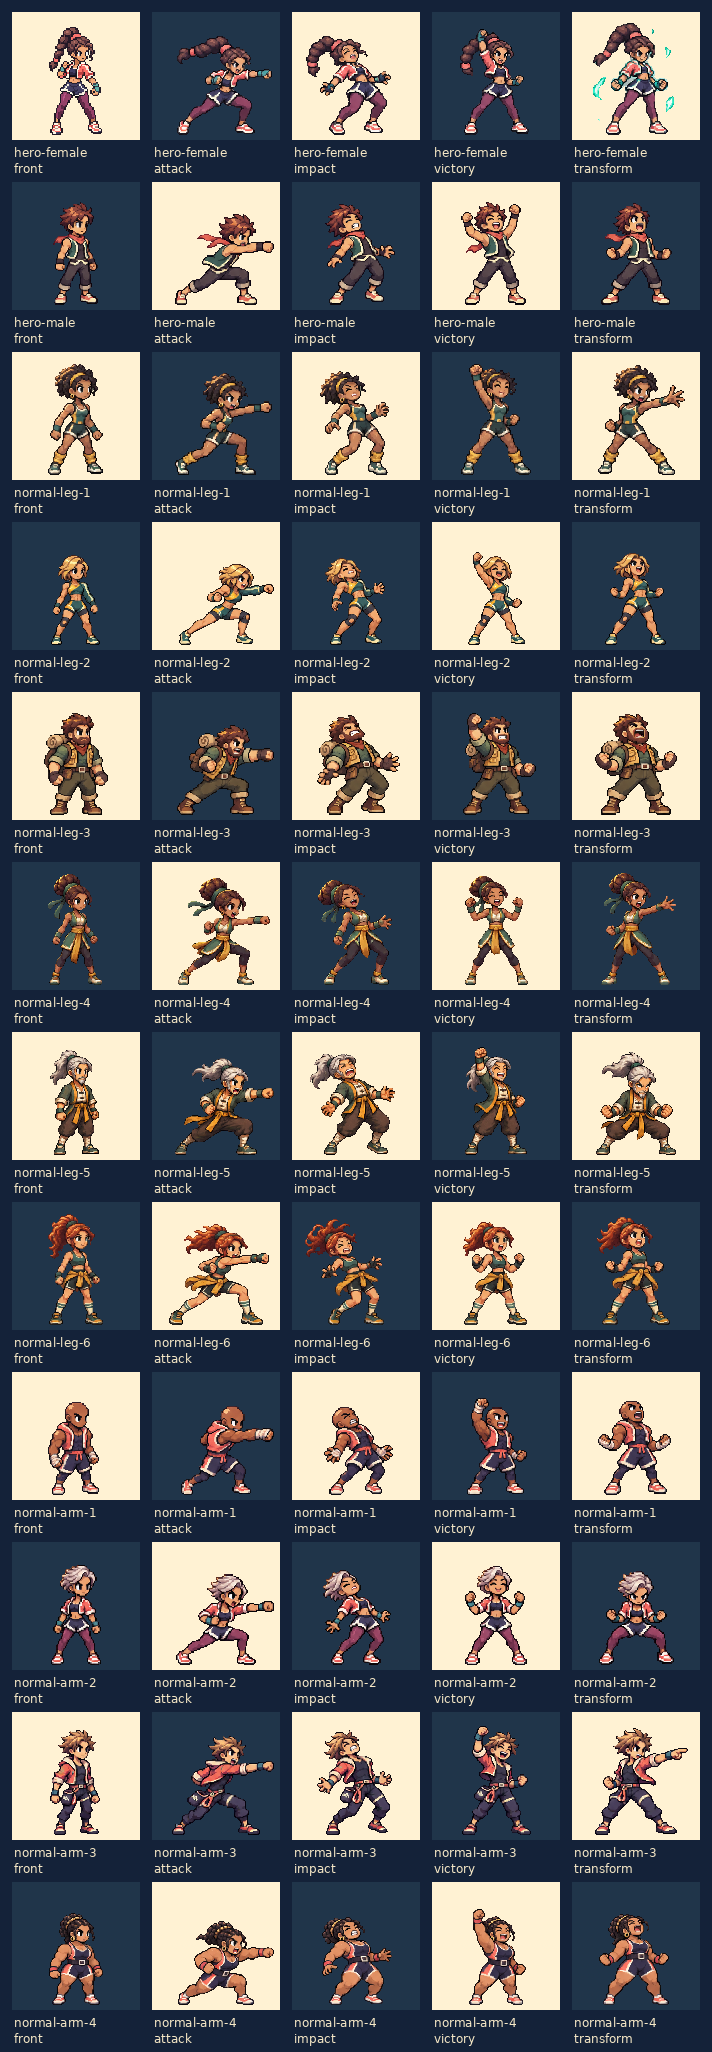 hero-female hero-female hero-female hero-female hero-female
front attack impact victory transform
hero-male hero-male hero-male hero-male hero-male
front attack impact victory transform
normal-leg-1 normal-leg-1 normal-leg-1 normal-leg-1 normal-leg-1
front attack impact victory transform
normal-leg-2 normal-leg-2 normal-leg-2 normal-leg-2 normal-leg-2
front attack impact victory transform
normal-leg-3 normal-leg-3 normal-leg-3 normal-leg-3 normal-leg-3
front attack impact victory transform
normal-leg-4 normal-leg-4 normal-leg-4 normal-leg-4 normal-leg-4
front attack impact victory transform
normal-leg-5 normal-leg-5 normal-leg-5 normal-leg-5 normal-leg-5
front attack impact victory transform
normal-leg-6 normal-leg-6 normal-leg-6 normal-leg-6 normal-leg-6
front attack impact victory transform
normal-arm-1 normal-arm-1 normal-arm-1 normal-arm-1 normal-arm-1
front attack impact victory transform
normal-arm-2 normal-arm-2 normal-arm-2 normal-arm-2 normal-arm-2
front attack impact victory transform
normal-arm-3 normal-arm-3 normal-arm-3 normal-arm-3 normal-arm-3
front attack impact victory transform
normal-arm-4 normal-arm-4 normal-arm-4 normal-arm-4 normal-arm-4
front attack impact victory transform